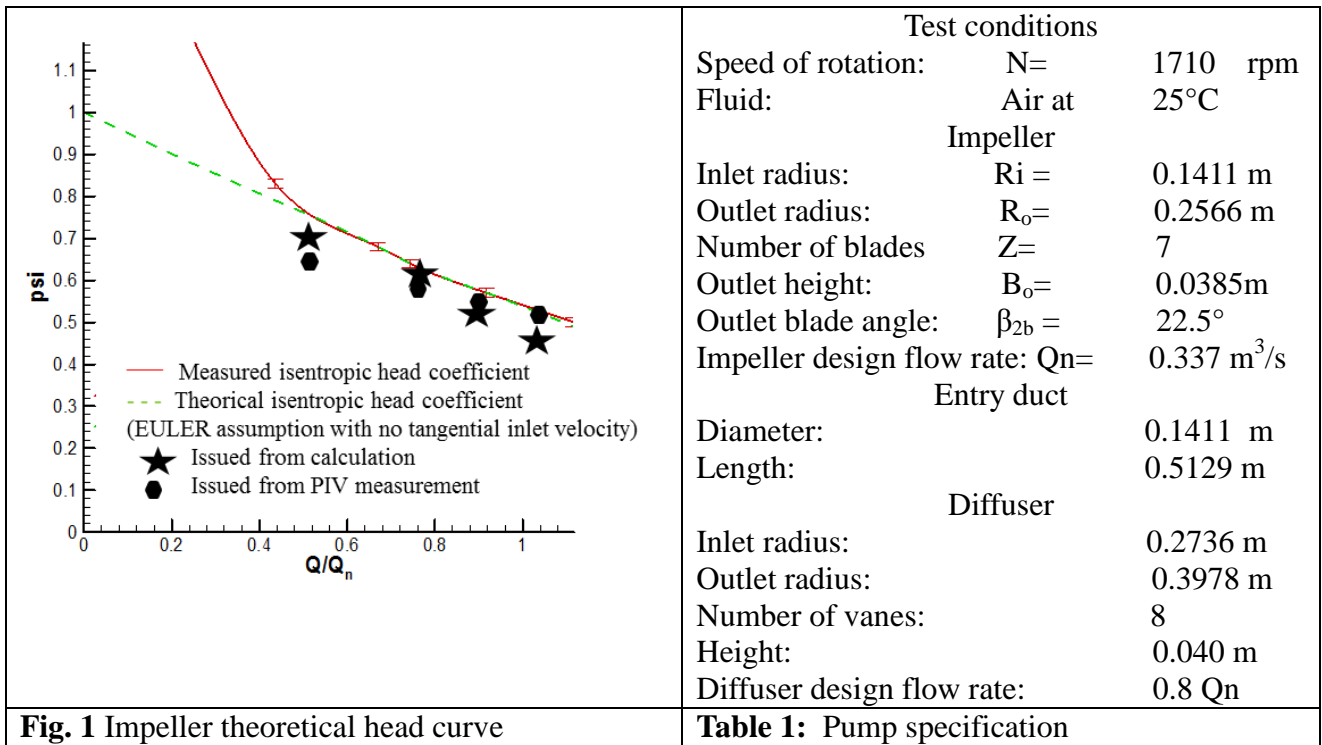 1.1
1
0.9
0.8
0.7
0.6
0.5
0.4
0.3
0.2
0.1
0
psi
0 0.2 0.4 0.6 0.8 1
Q/Qn
Measured isentropic head coefficient
Theorical isentropic head coefficient
(EULER assumption with no tangential inlet velocity)
Issued from calculation
Issued from PIV measurement
Fig. 1 Impeller theoretical head curve
Test conditions
Speed of rotation: N= 1710 rpm
Fluid: Air at 25°C
Impeller
Inlet radius: Ri = 0.1411 m
Outlet radius: Ro= 0.2566 m
Number of blades Z= 7
Outlet height: Bo= 0.0385m
Outlet blade angle: β2b = 22.5°
Impeller design flow rate: Qn= 0.337 m³/s
Entry duct
Diameter: 0.1411 m
Length: 0.5129 m
Diffuser
Inlet radius: 0.2736 m
Outlet radius: 0.3978 m
Number of vanes: 8
Height: 0.040 m
Diffuser design flow rate: 0.8 Qn
Table 1: Pump specification